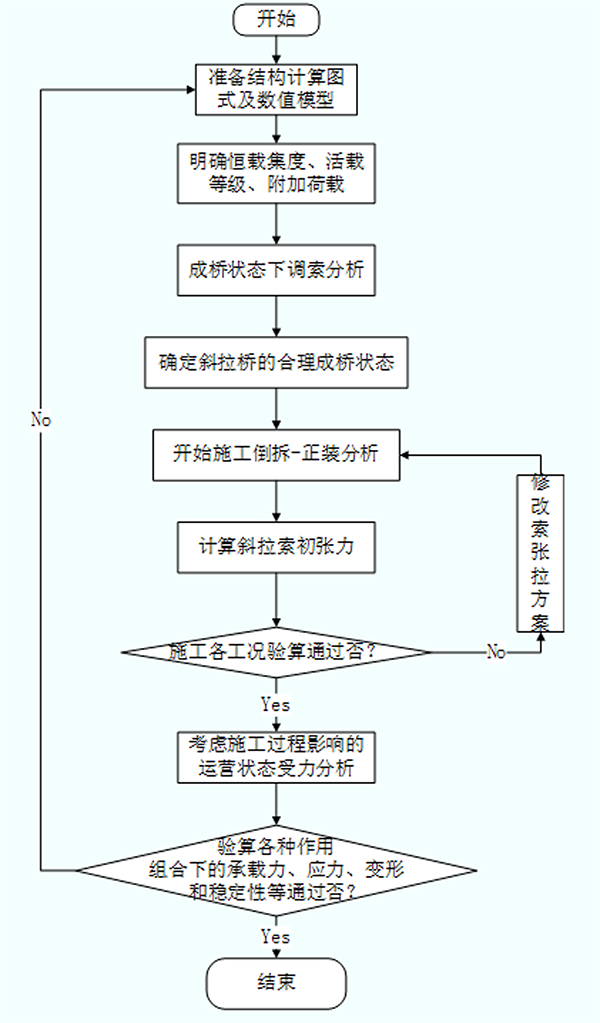 开始
准备结构计算图
式及数值模型
明确恒载集度、活载
等级、附加荷载
成桥状态下调索分析
确定斜拉桥的合理成桥状态
No
开始施工倒拆-正装分析
修
改
索
张
拉
方
案
计算斜拉索初张力
施工各工况验算通过否？
No
Yes
考虑施工过程影响的
运营状态受力分析
验算各种作用
组合下的承载力、应力、变形
和稳定性等通过否？
Yes
结束